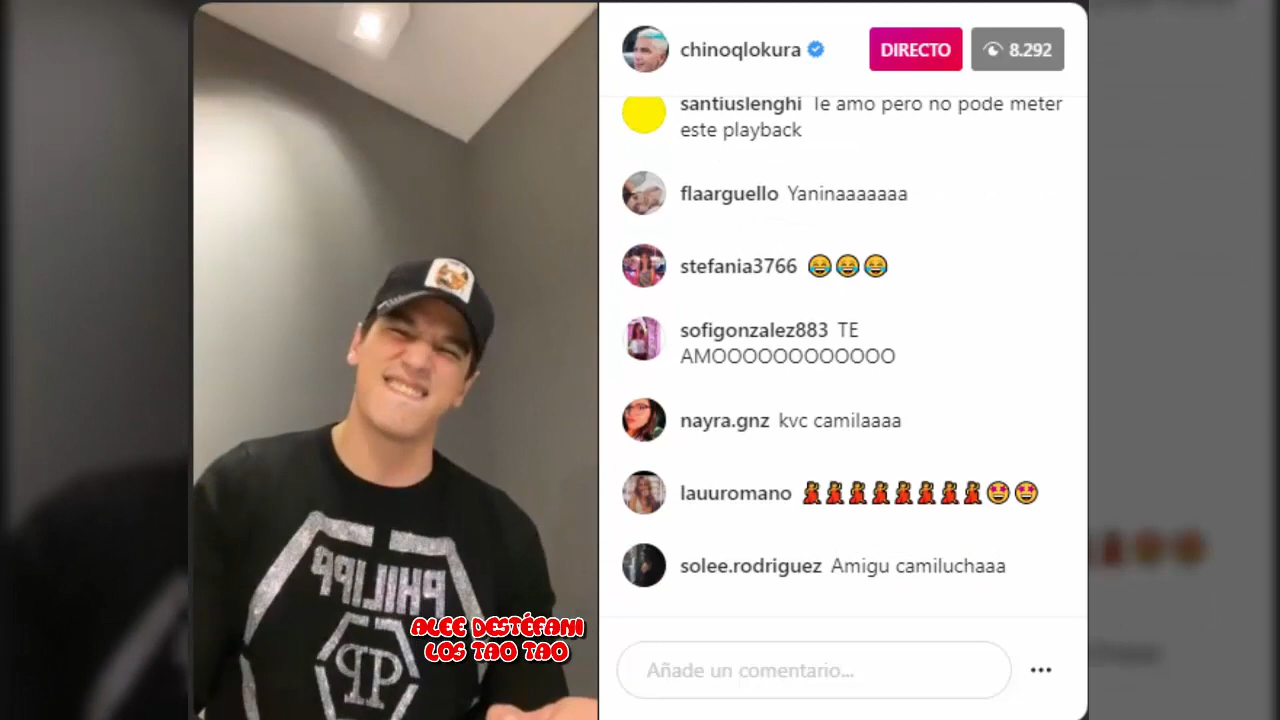 chinoqlokura
DIRECTO
8.292
santiuslenghi Te amo pero no pode meter
este playback
flaarguello Yaninaaaaaaa
stefania3766 😂😂😂
sofigonzalez883 TE
AMOOOOOOOOOOOO
nayra.gnz kvc camilaaaa
lauuromano 💃💃💃💃💃💃💃💃🤩🤩
solee.rodriguez Amigu camiluchaaa
Añade un comentario...
PHILIPP
PP
ALEE DESTÉFANI
LOS TAO TAO